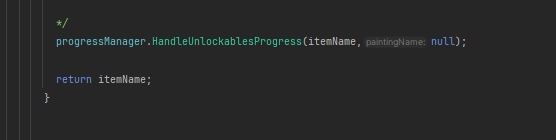 */
progressManager.HandleUnlockablesProgress(itemName, paintingName: null);
return itemName;
}